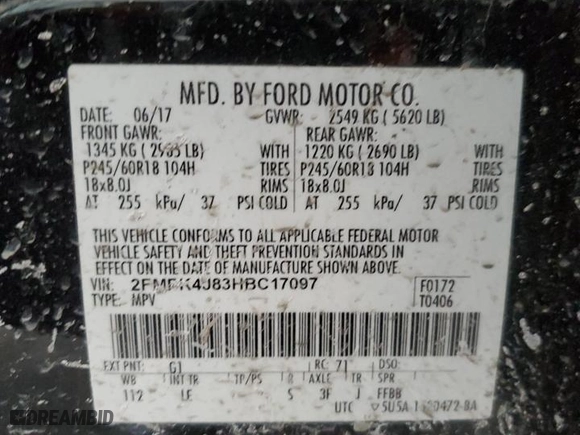 MFD. BY FORD MOTOR CO.
DATE: 06/17 GVWR: 2549 KG ( 5620 LB)
FRONT GAWR: REAR GAWR:
1345 KG ( LB) WITH 1220 KG ( 2690 LB) WITH
P245/60R18 104H TIRES P245/60R18 104H TIRES
18x8.0J RIMS 18x8.0J RIMS
AT 255 kPa/ 37 PSI COLD AT 255 kPa/ 37 PSI COLD
THIS VEHICLE CONFORMS TO ALL APPLICABLE FEDERAL MOTOR
VEHICLE SAFETY AND THEFT PREVENTION STANDARDS IN
EFFECT ON THE DATE OF MANUFACTURE SHOWN ABOVE.
VIN: 2FMPK4J83HBC17097 F0172
TYPE: MPV T0406
EXT PNT: G1 RC: 71 DSO:
WB INT TR TP/PS R AXLE TR SPR
112 LE S 3F J FFBB
UTC
DREAMBID